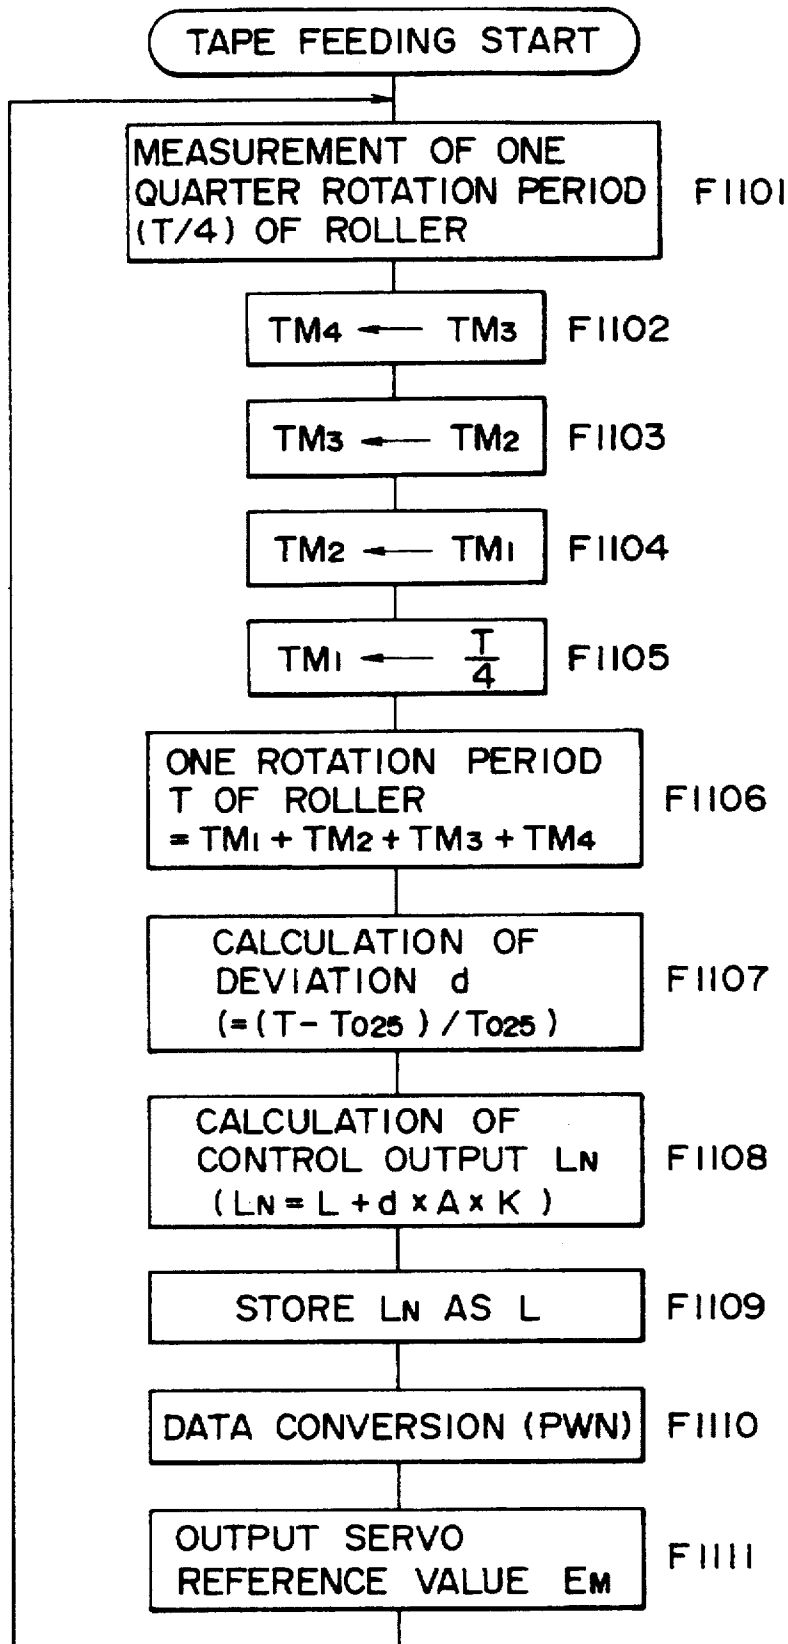 TAPE FEEDING START
MEASUREMENT OF ONE
QUARTER ROTATION PERIOD
(T/4) OF ROLLER
F1101
TM4 ← TM3
F1102
TM3 ← TM2
F1103
TM2 ← TM1
F1104
TM1 ← T/4
F1105
ONE ROTATION PERIOD
T OF ROLLER
= TM1 + TM2 + TM3 + TM4
F1106
CALCULATION OF
DEVIATION d
(=(T-T025)/T025)
F1107
CALCULATION OF
CONTROL OUTPUT LN
(LN = L + d × A × K)
F1108
STORE LN AS L
F1109
DATA CONVERSION (PWN)
F1110
OUTPUT SERVO
REFERENCE VALUE EM
F1111